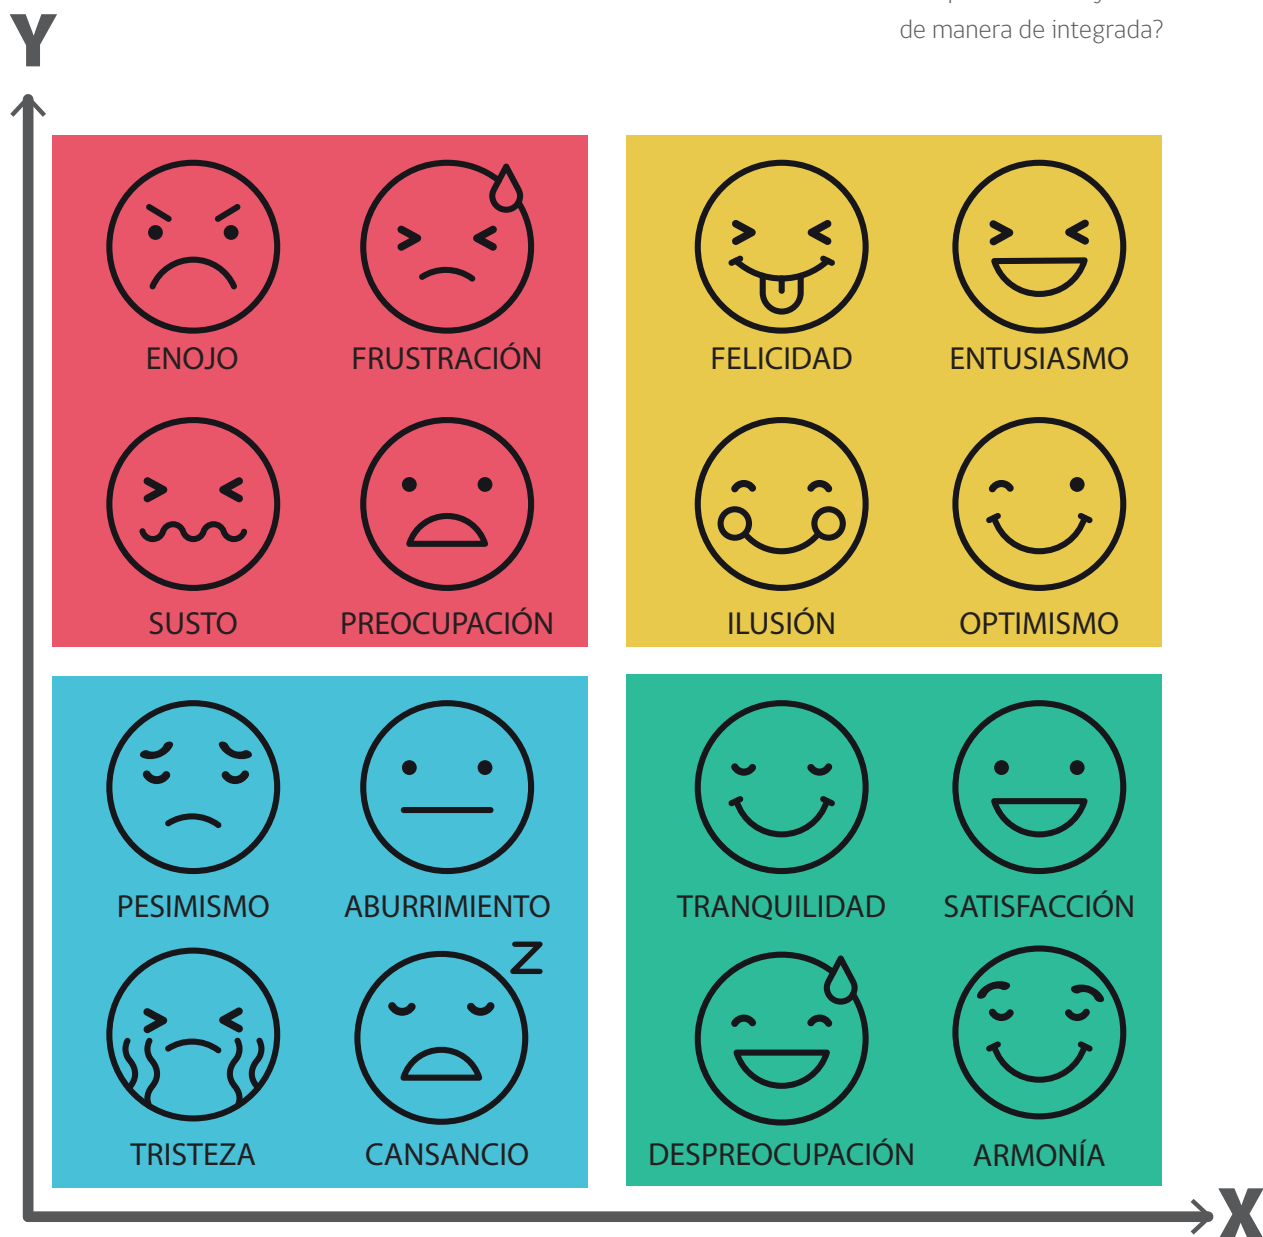 de manera de integrada?
Y
ENOJO
FRUSTRACIÓN
FELICIDAD
ENTUSIASMO
SUSTO
PREOCUPACIÓN
ILUSIÓN
OPTIMISMO
PESIMISMO
ABURRIMIENTO
TRANQUILIDAD
SATISFACCIÓN
Z
TRISTEZA
CANSANCIO
DESPREOCUPACIÓN
ARMONÍA
X